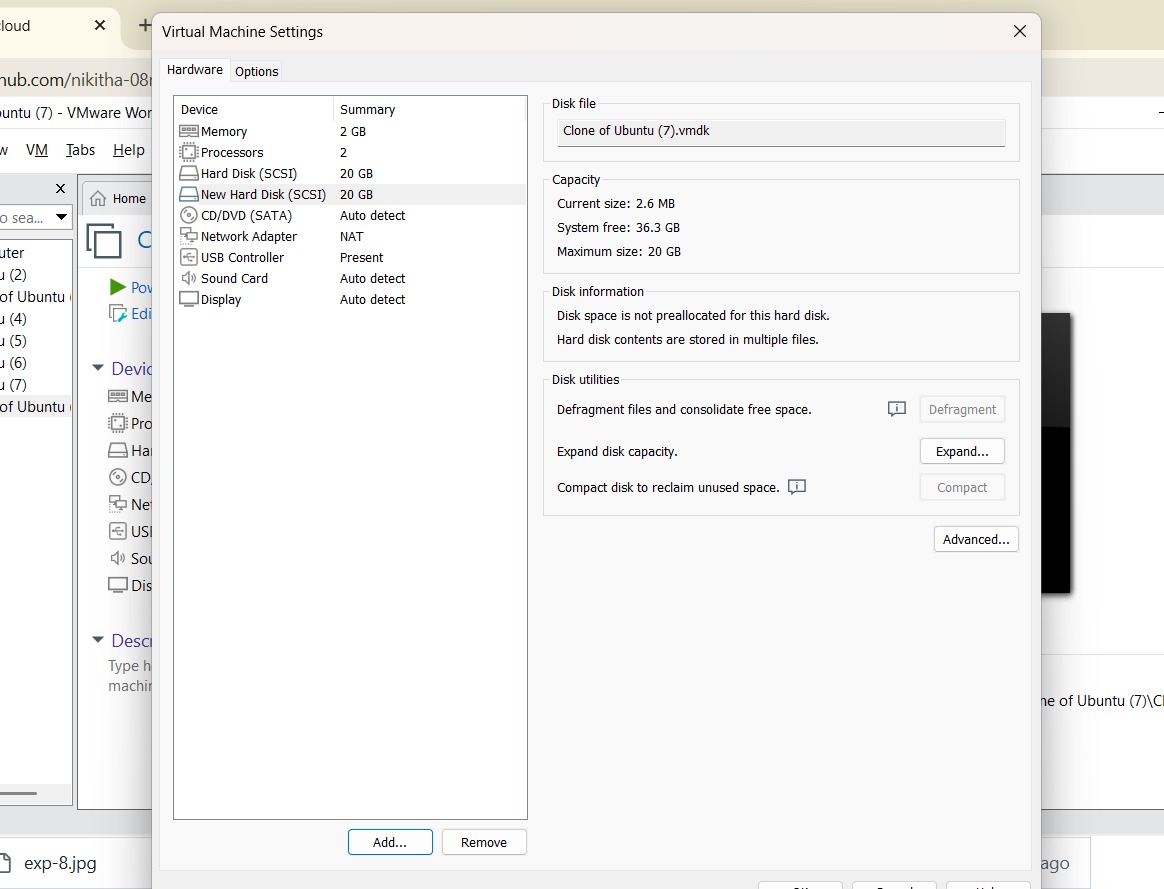 cloud
Virtual Machine Settings
Hardware
Options
hub.com/nikitha-08
untu (7) - VMware Wor
w VM Tabs Help
Home
o sea...
uter
u (2)
of Ubuntu (
u (4)
u (5)
u (6)
u (7)
of Ubuntu (
C
Pow
Edi
Devic
Me
Pro
Har
CD
Net
USI
Sou
Dis
Descr
Type h
machin
Device Summary
Memory 2 GB
Processors 2
Hard Disk (SCSI) 20 GB
New Hard Disk (SCSI) 20 GB
CD/DVD (SATA) Auto detect
Network Adapter NAT
USB Controller Present
Sound Card Auto detect
Display Auto detect
Add...
Remove
Disk file
Clone of Ubuntu (7).vmdk
Capacity
Current size: 2.6 MB
System free: 36.3 GB
Maximum size: 20 GB
Disk information
Disk space is not preallocated for this hard disk.
Hard disk contents are stored in multiple files.
Disk utilities
Defragment files and consolidate free space.
Defragment
Expand disk capacity.
Expand...
Compact disk to reclaim unused space.
Compact
Advanced...
ne of Ubuntu (7)\Cl
exp-8.jpg
ago